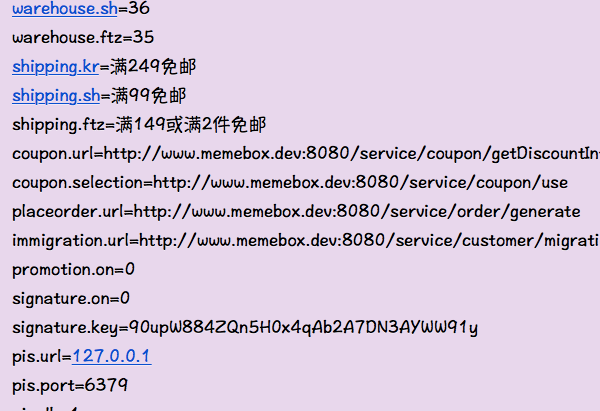 warehouse.sh=36
warehouse.ftz=35
shipping.kr=满249免邮
shipping.sh=满99免邮
shipping.ftz=满149或满2件免邮
coupon.url=http://www.memebox.dev:8080/service/coupon/getDiscountIn
coupon.selection=http://www.memebox.dev:8080/service/coupon/use
placeorder.url=http://www.memebox.dev:8080/service/order/generate
immigration.url=http://www.memebox.dev:8080/service/customer/migrati
promotion.on=0
signature.on=0
signature.key=90upW884ZQn5H0x4qAb2A7DN3AYWW91y
pis.url=127.0.0.1
pis.port=6379